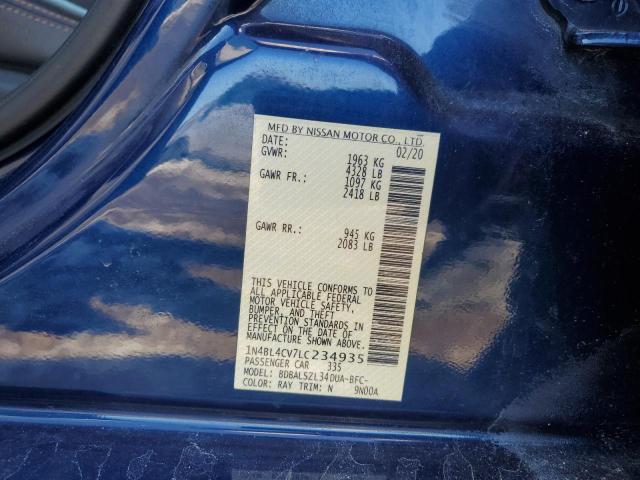 MFD BY NISSAN MOTOR CO., LTD.
DATE: 02/20
GVWR: 1963 KG
4328 LB
GAWR FR.: 1097 KG
2418 LB
GAWR RR.: 945 KG
2083 LB
THIS VEHICLE CONFORMS TO
ALL APPLICABLE FEDERAL
MOTOR VEHICLE SAFETY,
BUMPER, AND THEFT
PREVENTION STANDARDS IN
EFFECT ON THE DATE OF
MANUFACTURE SHOWN ABOVE.
1N4BL4CV7LC234935
PASSENGER CAR 335
MODEL: BDBALSZL34DUA-BFC-
COLOR: RAY TRIM: N 9N00A